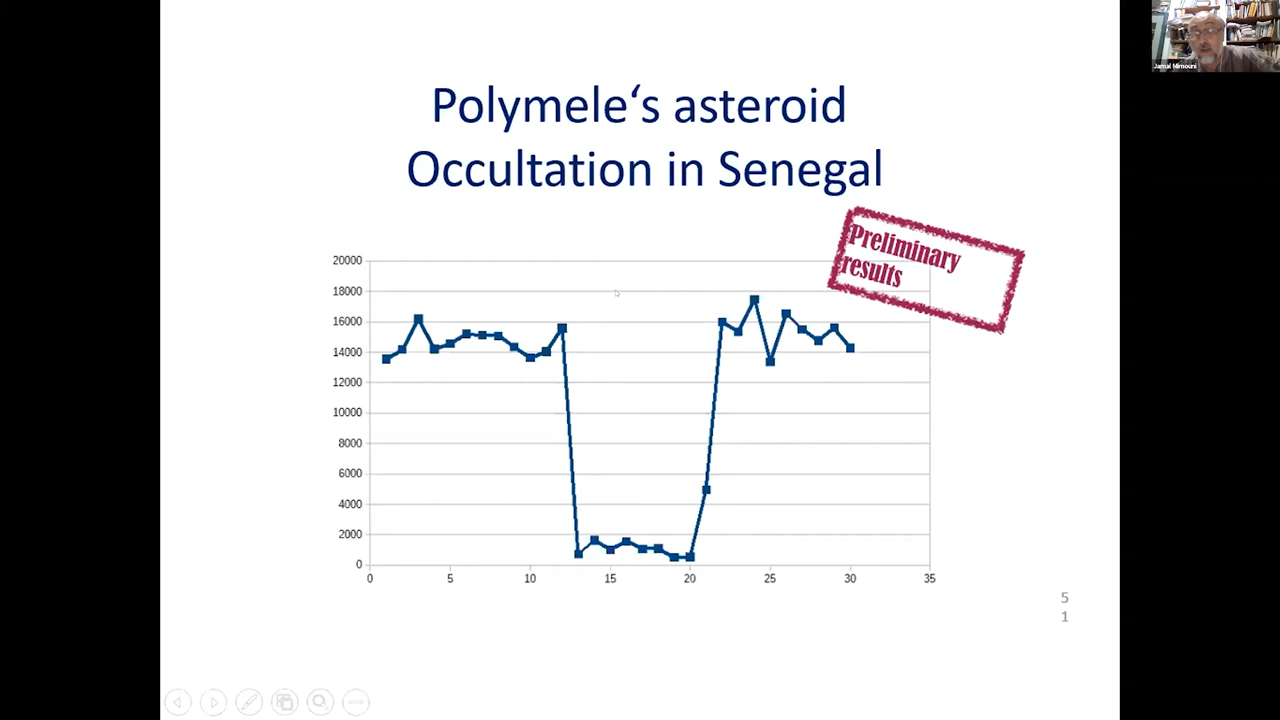 Jamal Mimouni
Polymele‘s asteroid
Occultation in Senegal
Preliminary
results
20000
18000
16000
14000
12000
10000
8000
6000
4000
2000
0
0 5 10 15 20 25 30 35
5
1